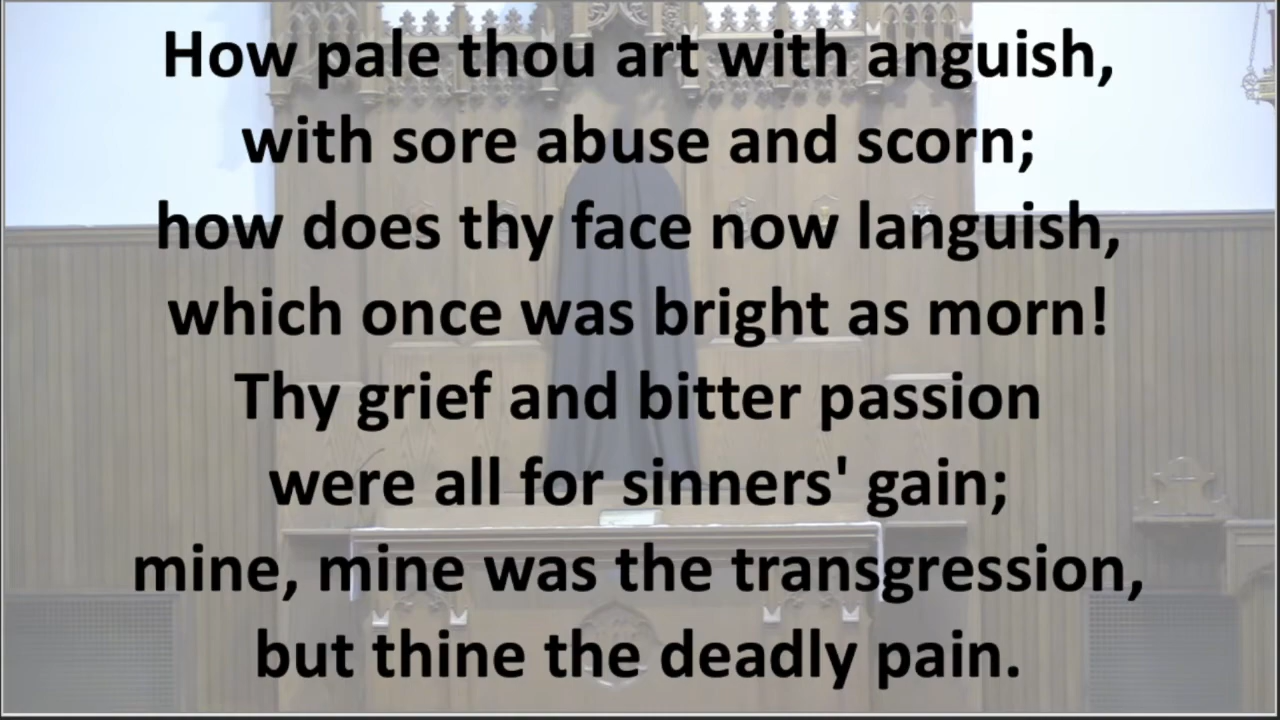 How pale thou art with anguish,
with sore abuse and scorn;
how does thy face now languish,
which once was bright as morn!
Thy grief and bitter passion
were all for sinners' gain;
mine, mine was the transgression,
but thine the deadly pain.